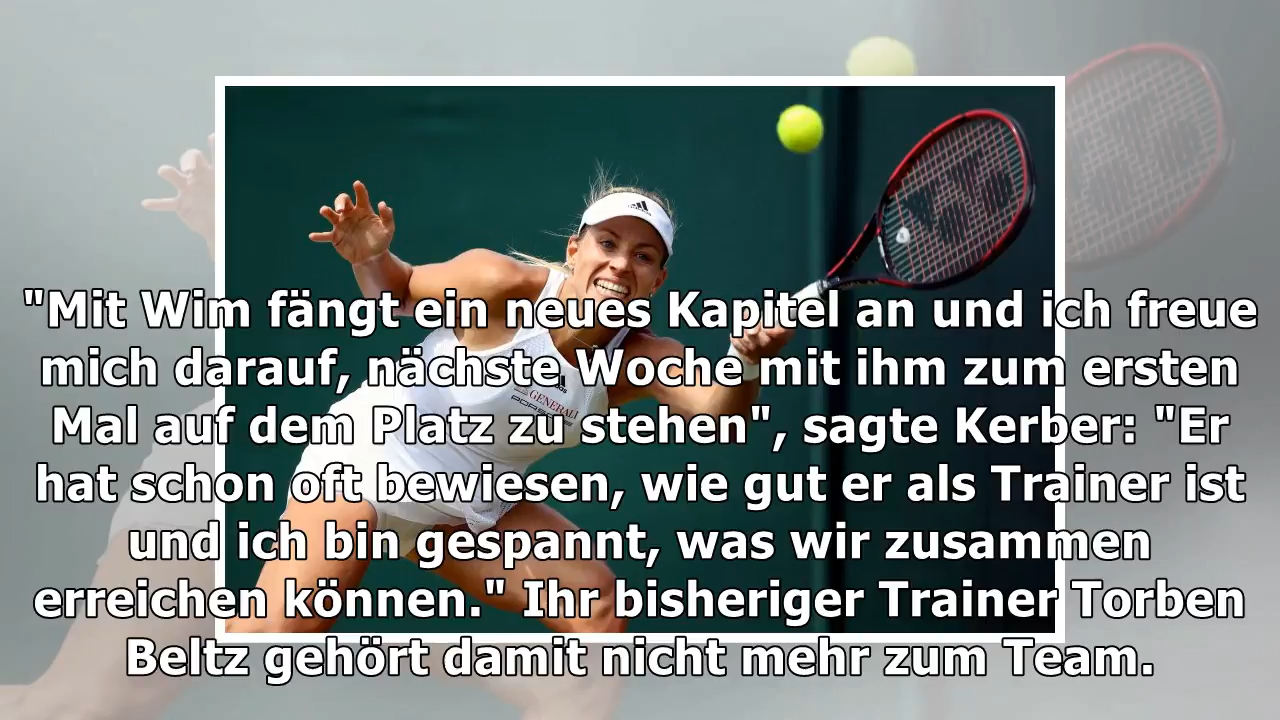 "Mit Wim fängt ein neues Kapitel an und ich freue
mich darauf, nächste Woche mit ihm zum ersten
Mal auf dem Platz zu stehen", sagte Kerber: "Er
hat schon oft bewiesen, wie gut er als Trainer ist
und ich bin gespannt, was wir zusammen
erreichen können." Ihr bisheriger Trainer Torben
Beltz gehört damit nicht mehr zum Team.
GENERALI